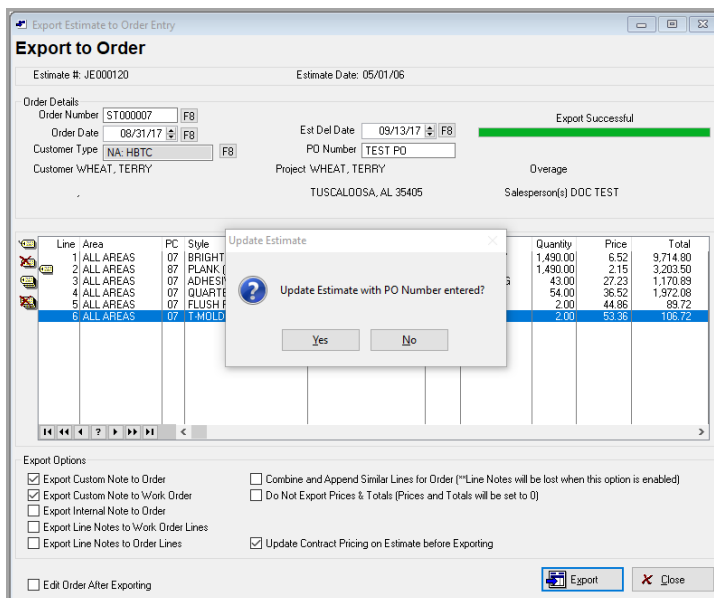 Export Estimate to Order Entry
Export to Order
Estimate #: JE000120 Estimate Date: 05/01/06
Order Details
Order Number ST000007 F8
Export Successful
Order Date 08/31/17 F8 Est Del Date 09/13/17 F8
Customer Type NA: HBTC F8 PO Number TEST PO
Customer WHEAT, TERRY Project WHEAT, TERRY Overage
, TUSCALOOSA, AL 35405 Salesperson(s) DOC TEST
Line Area PC Style Quantity Price Total
1 ALL AREAS 07 BRIGHT 1,490.00 6.52 9,714.80
2 ALL AREAS 87 PLANK ( 1,490.00 2.15 3,203.50
3 ALL AREAS 07 ADHESIV G 43.00 27.23 1,170.89
4 ALL AREAS 07 QUARTE 54.00 36.52 1,972.08
5 ALL AREAS 07 FLUSH R 2.00 44.86 89.72
6 ALL AREAS 07 T-MOLD 2.00 53.36 106.72
Update Estimate
Update Estimate with PO Number entered?
Yes No
Export Options
Export Custom Note to Order Combine and Append Similar Lines for Order (**Line Notes will be lost when this option is enabled)
Export Custom Note to Work Order Do Not Export Prices & Totals (Prices and Totals will be set to 0)
Export Internal Note to Order
Export Line Notes to Work Order Lines
Export Line Notes to Order Lines Update Contract Pricing on Estimate before Exporting
Edit Order After Exporting Export Close